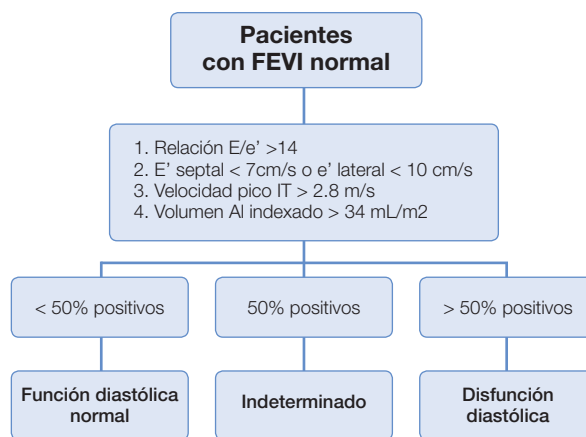 Pacientes
con FEVI normal
1. Relación E/e’ >14
2. E’ septal < 7cm/s o e’ lateral < 10 cm/s
3. Velocidad pico IT > 2.8 m/s
4. Volumen AI indexado > 34 mL/m2
< 50% positivos
50% positivos
> 50% positivos
Función diastólica
normal
Indeterminado
Disfunción
diastólica